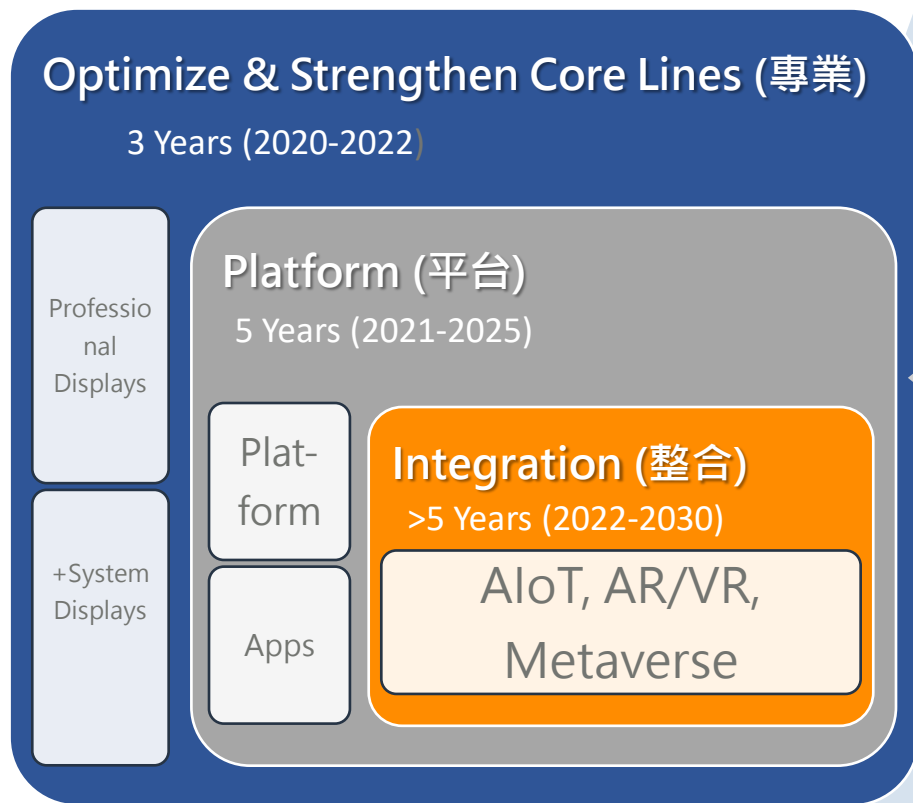 Optimize & Strengthen Core Lines (專業)
3 Years (2020-2022)
Professio
nal
Displays
+System
Displays
Platform (平台)
5 Years (2021-2025)
Plat-
form
Apps
Integration (整合)
>5 Years (2022-2030)
AIoT, AR/VR,
Metaverse